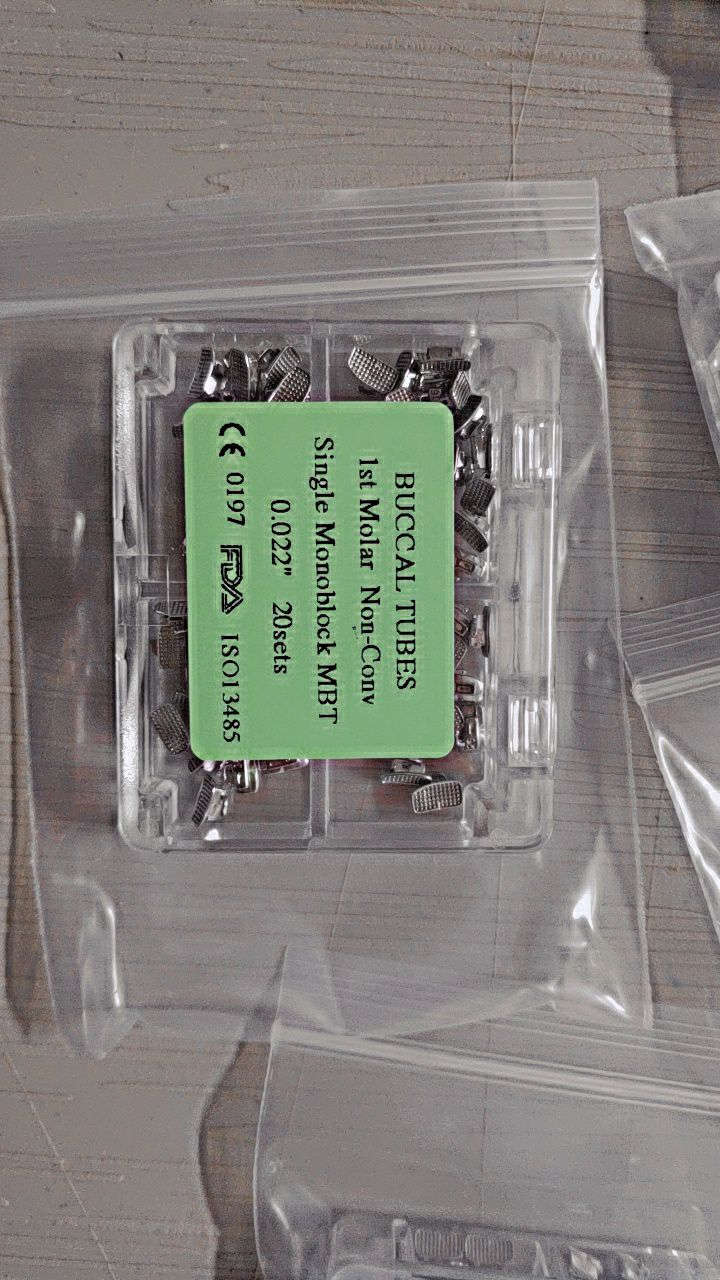 BUCCAL TUBES
1st Molar Non-Conv
Single Monoblock MBT
0.022" 20sets
CE 0197 FDA ISO13485